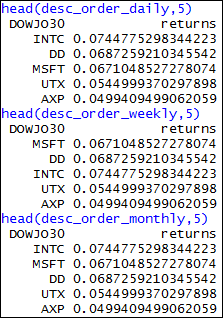 head(desc_order_daily,5)
DOWJO30 returns
INTC 0.0744775298344223
DD 0.0687259210345542
MSFT 0.0671048527278074
UTX 0.0544999370297898
AXP 0.0499409499062059
head(desc_order_weekly,5)
DOWJO30 returns
MSFT 0.0671048527278074
DD 0.0687259210345542
INTC 0.0744775298344223
UTX 0.0544999370297898
AXP 0.0499409499062059
head(desc_order_monthly,5)
DOWJO30 returns
INTC 0.0744775298344223
MSFT 0.0671048527278074
DD 0.0687259210345542
UTX 0.0544999370297898
AXP 0.0499409499062059